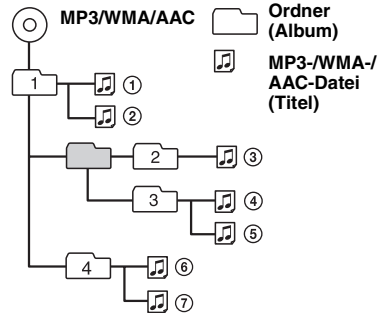 MP3/WMA/AAC
Ordner
(Album)
MP3-/WMA-/
AAC-Datei
(Titel)
1
①
②
2
③
3
④
⑤
4
⑥
⑦